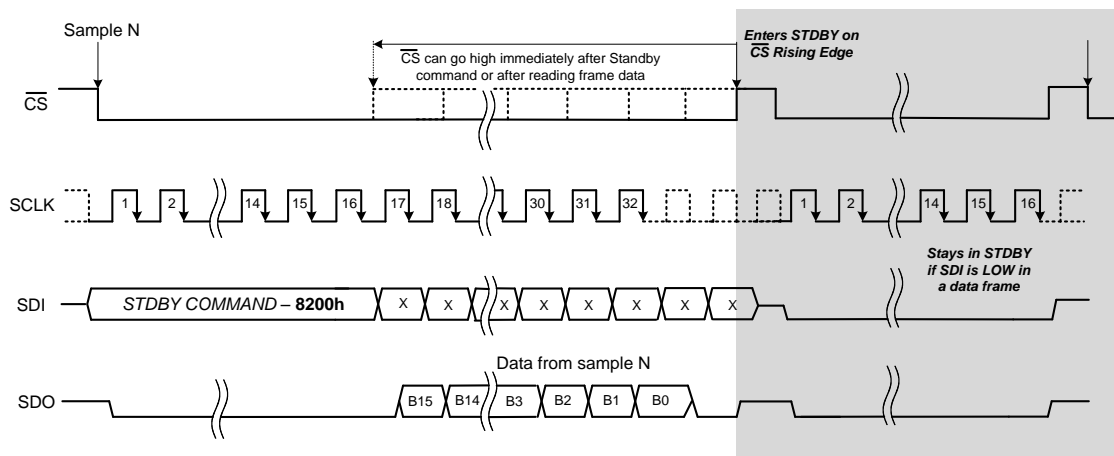 Sample N
CS can go high immediately after Standby
command or after reading frame data
Enters STDBY on
CS Rising Edge
CS
SCLK
1 2 14 15 16 17 18 30 31 32 1 2 14 15 16
Stays in STDBY
if SDI is LOW in
a data frame
SDI
STDBY COMMAND – 8200h X X X X X X X X
Data from sample N
SDO
B15 B14 B3 B2 B1 B0